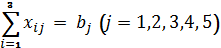 3
∑ x_{ij} = b_j (j = 1,2,3,4,5)
i=1